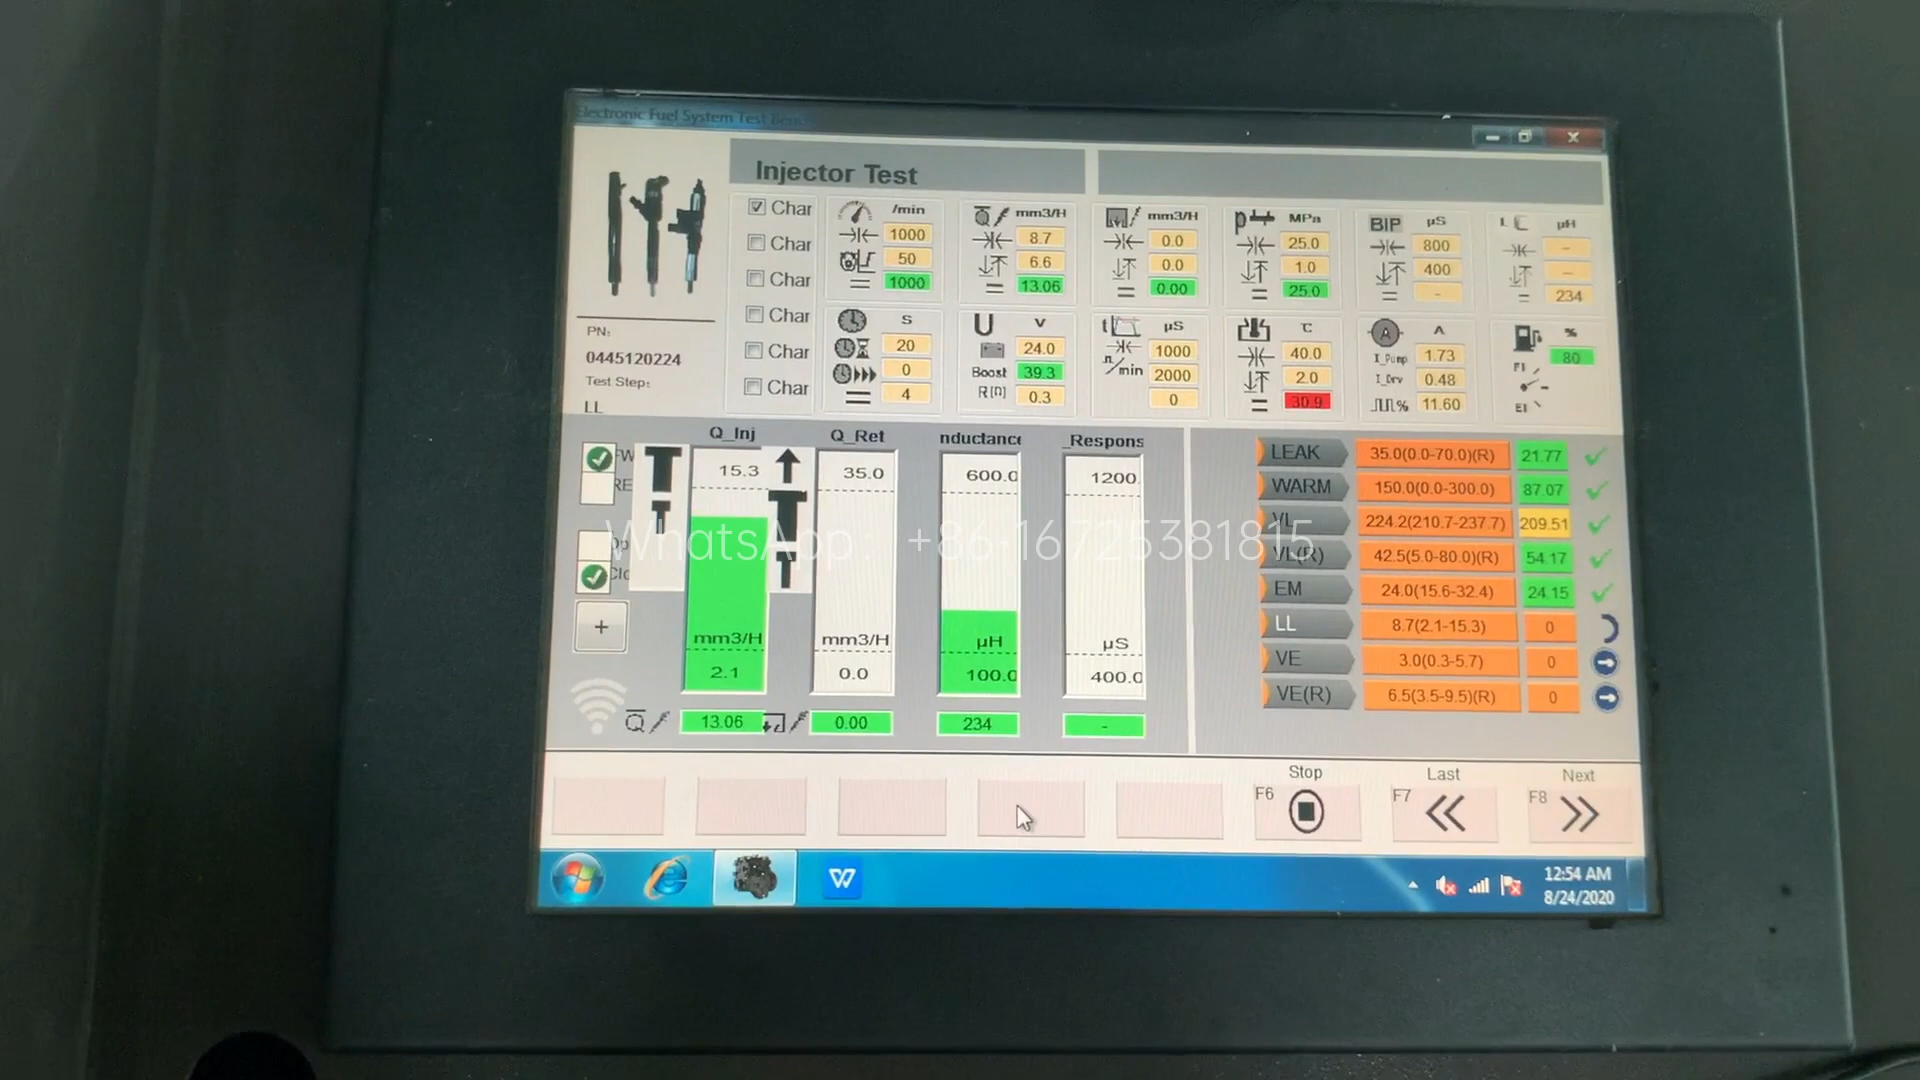 Electronic Fuel System Test Bench
Injector Test
PN:
0445120224
Test Step:
LL
Char
Char
Char
Char
Char
Char
/min
1000
50
1000
mm3/H
8.7
6.6
13.06
mm3/H
0.0
0.0
0.00
P
MPa
25.0
1.0
25.0
BIP
µS
800
400
-
L
µH
-
-
234
S
20
0
4
U
V
24.0
Boost
39.3
R[Ω]
0.3
t
µS
1000
/min
2000
0
℃
40.0
2.0
30.9
A
A
I_Pump
1.73
I_Drv
0.48
%
11.60
%
80
Q_Inj
15.3
mm3/H
2.1
13.06
Q_Ret
35.0
mm3/H
0.0
0.00
nductance
600.0
µH
100.0
234
_Respons
1200.
µS
400.0
-
FW
RE
Op
Clo
+
Q
LEAK 35.0(0.0-70.0)(R) 21.77
WARM 150.0(0.0-300.0) 87.07
VL 224.2(210.7-237.7) 209.51
VL(R) 42.5(5.0-80.0)(R) 54.17
EM 24.0(15.6-32.4) 24.15
LL 8.7(2.1-15.3) 0
VE 3.0(0.3-5.7) 0
VE(R) 6.5(3.5-9.5)(R) 0
WhatsApp: +86-16725381815
Stop
F6
Last
F7
Next
F8
W
12:54 AM
8/24/2020